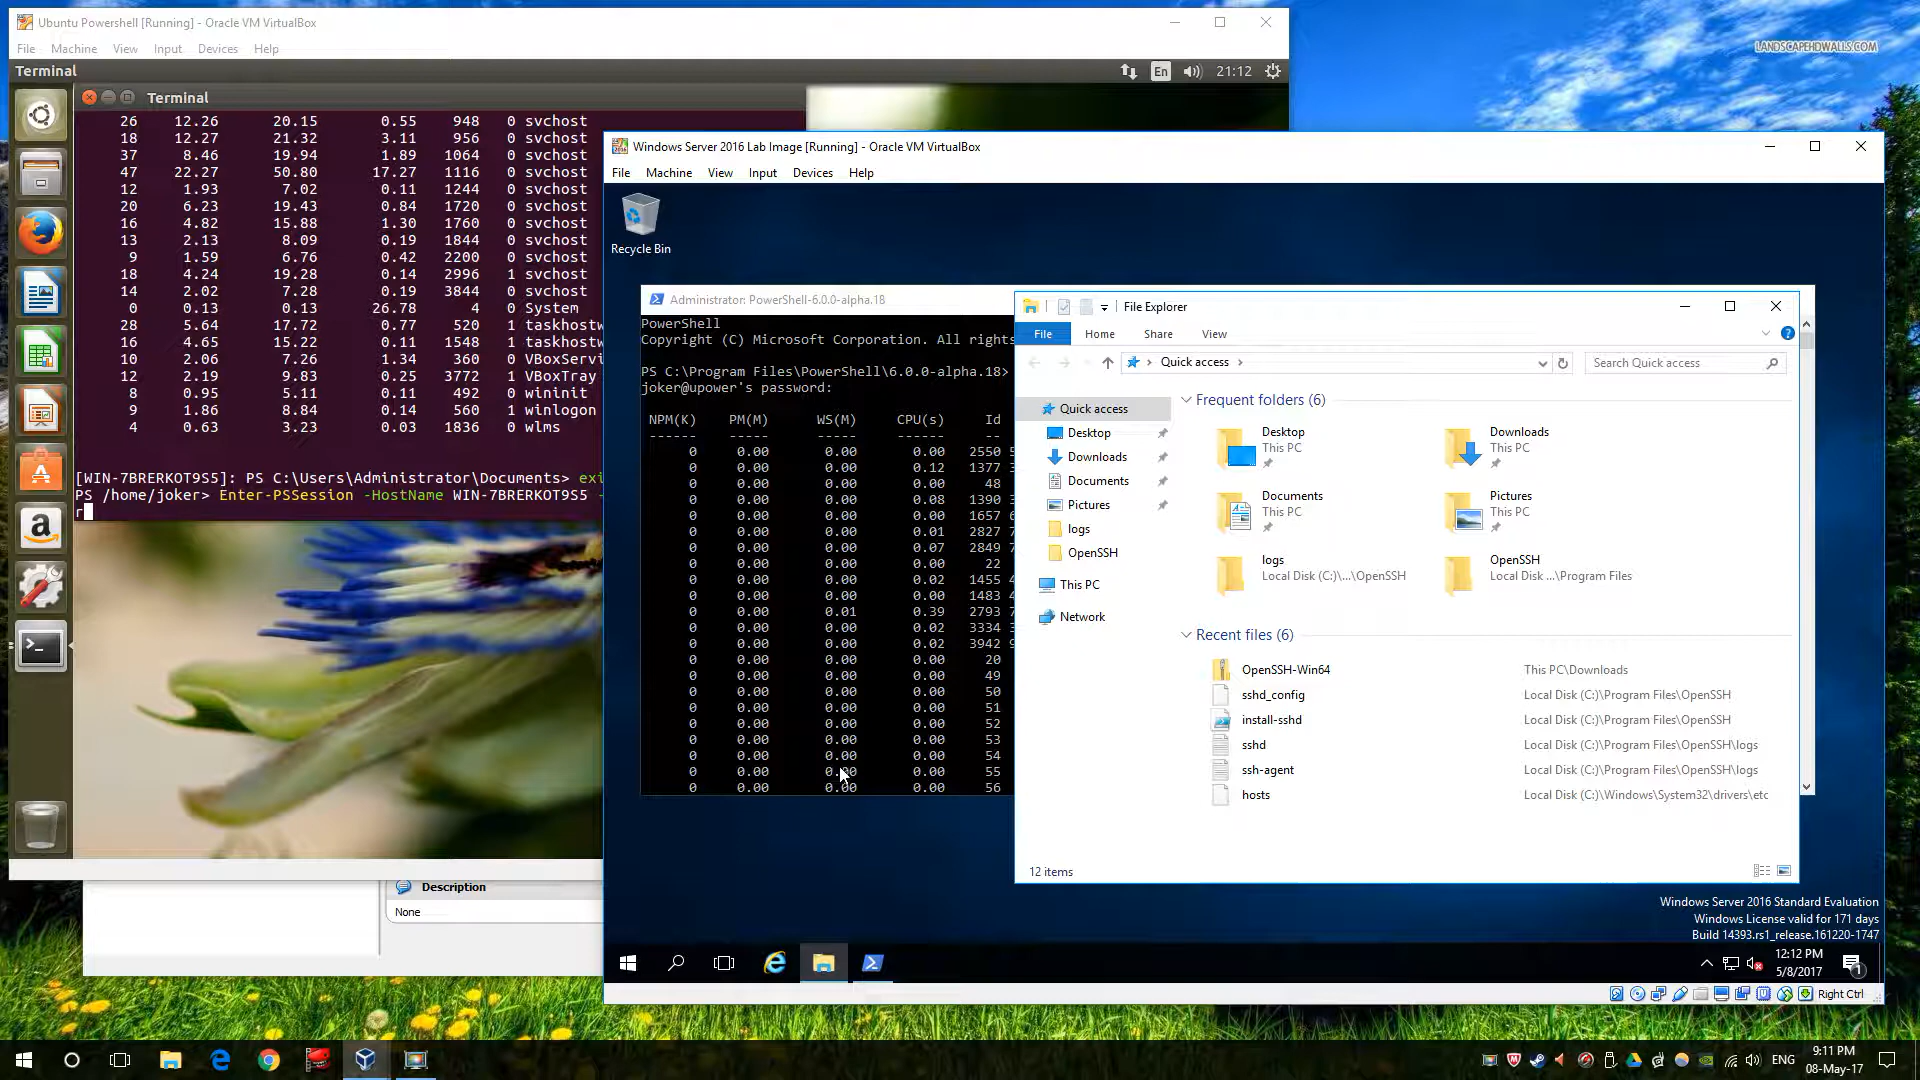 Ubuntu Powershell [Running] - Oracle VM VirtualBox
File Machine View Input Devices Help
Terminal
En
21:12
Terminal
26 12.26 20.15 0.55 948 0 svchost
18 12.27 21.32 3.11 956 0 svchost
37 8.46 19.94 1.89 1064 0 svchost
47 22.27 50.80 17.27 1116 0 svchost
12 1.93 7.02 0.11 1244 0 svchost
20 6.23 19.43 0.84 1720 0 svchost
16 4.82 15.88 1.30 1760 0 svchost
13 2.13 8.09 0.19 1844 0 svchost
9 1.59 6.76 0.42 2200 0 svchost
18 4.24 19.28 0.14 2996 1 svchost
14 2.02 7.28 0.19 3844 0 svchost
0 0.13 0.13 26.78 4 0 System
28 5.64 17.72 0.77 520 1 taskhostw
16 4.65 15.22 0.11 1548 1 taskhostw
10 2.06 7.26 1.34 360 0 VBoxServi
12 2.19 9.83 0.25 3772 1 VBoxTray
8 0.95 5.11 0.11 492 0 wininit
9 1.86 8.84 0.14 560 1 winlogon
4 0.63 3.23 0.03 1836 0 wlms
[WIN-7BRERKOT9S5]: PS C:\Users\Administrator\Documents> exi
PS /home/joker> Enter-PSSession -HostName WIN-7BRERKOT9S5 -
r
Description
None
LANDSCAPEHDWALLS.COM
Windows Server 2016 Lab Image [Running] - Oracle VM VirtualBox
File Machine View Input Devices Help
Recycle Bin
Administrator: PowerShell-6.0.0-alpha.18
PowerShell
Copyright (C) Microsoft Corporation. All rights
PS C:\Program Files\PowerShell\6.0.0-alpha.18>
joker@upower's password:
NPM(K) PM(M) WS(M) CPU(s) Id
------ ----- ----- ------ --
0 0.00 0.00 0.00 2550
0 0.00 0.00 0.12 1377
0 0.00 0.00 0.00 48
0 0.00 0.00 0.08 1390
0 0.00 0.00 0.00 1657
0 0.00 0.00 0.01 2827
0 0.00 0.00 0.07 2849
0 0.00 0.00 0.00 22
0 0.00 0.00 0.02 1455
0 0.00 0.00 0.00 1483
0 0.00 0.01 0.39 2793
0 0.00 0.00 0.02 3334
0 0.00 0.00 0.02 3942
0 0.00 0.00 0.00 20
0 0.00 0.00 0.00 49
0 0.00 0.00 0.00 50
0 0.00 0.00 0.00 51
0 0.00 0.00 0.00 52
0 0.00 0.00 0.00 53
0 0.00 0.00 0.00 54
0 0.00 0.00 0.00 55
0 0.00 0.00 0.00 56
File Explorer
File Home Share View
Quick access
Search Quick access
Quick access
Desktop
Downloads
Documents
Pictures
logs
OpenSSH
This PC
Network
Frequent folders (6)
Desktop
This PC
Downloads
This PC
Documents
This PC
Pictures
This PC
logs
Local Disk (C:)\...\OpenSSH
OpenSSH
Local Disk ...\Program Files
Recent files (6)
OpenSSH-Win64 This PC\Downloads
sshd_config Local Disk (C:)\Program Files\OpenSSH
install-sshd Local Disk (C:)\Program Files\OpenSSH
sshd Local Disk (C:)\Program Files\OpenSSH\logs
ssh-agent Local Disk (C:)\Program Files\OpenSSH\logs
hosts Local Disk (C:)\Windows\System32\drivers\etc
12 items
Windows Server 2016 Standard Evaluation
Windows License valid for 171 days
Build 14393.rs1_release.161220-1747
12:12 PM
5/8/2017
1
Right Ctrl
ENG
9:11 PM
08-May-17